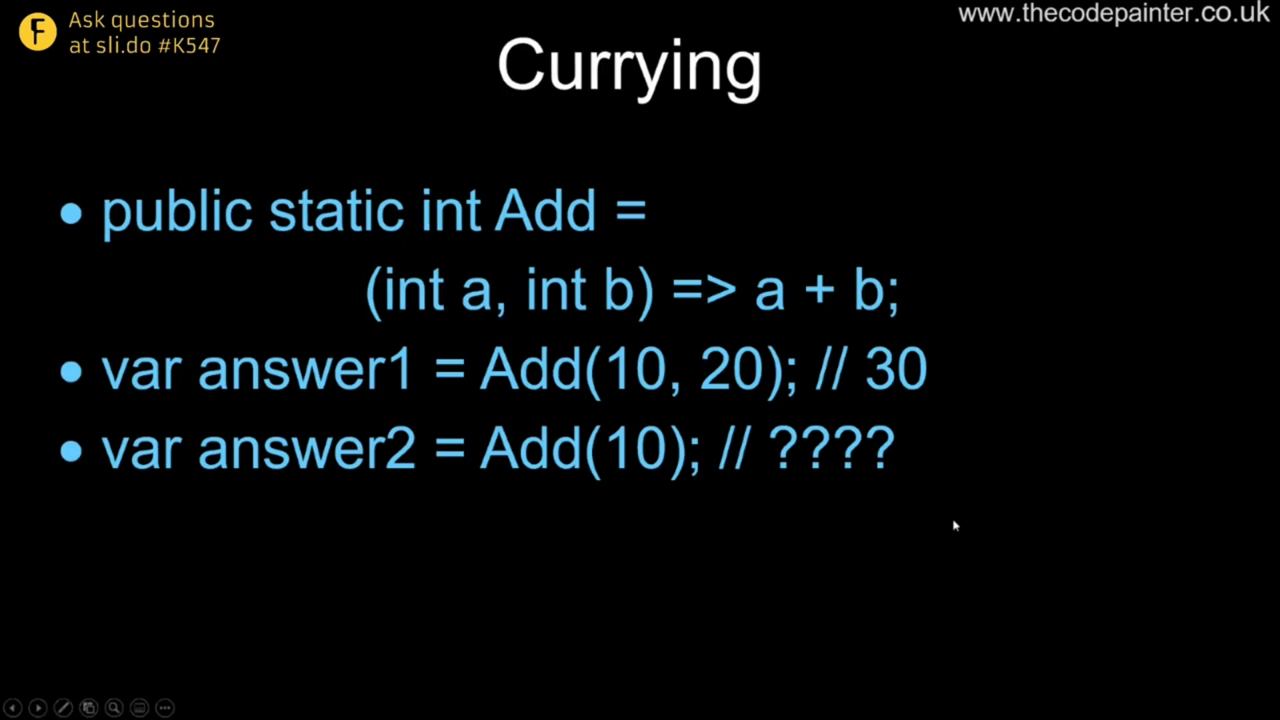 Ask questions
at sli.do #K547
www.thecodepainter.co.uk
Currying
• public static int Add =
(int a, int b) => a + b;
• var answer1 = Add(10, 20); // 30
• var answer2 = Add(10); // ????